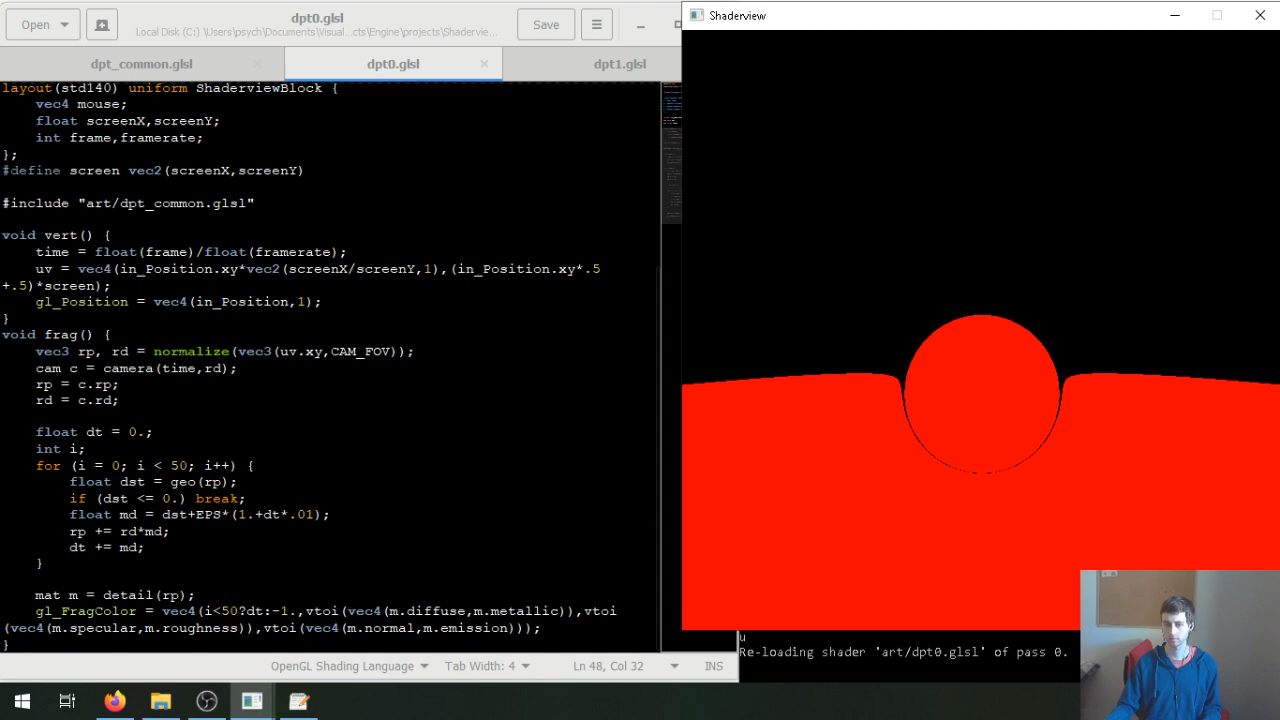 Open
dpt0.glsl
Local Disk (C:) \Users\psych\Documents\Visual ...cts\Engine\projects\Shadervie...
Save
dpt_common.glsl
dpt0.glsl
dpt1.glsl
layout(std140) uniform ShaderviewBlock {
vec4 mouse;
float screenX,screenY;
int frame,framerate;
};
#define screen vec2(screenX,screenY)
#include "art/dpt_common.glsl"
void vert() {
time = float(frame)/float(framerate);
uv = vec4(in_Position.xy*vec2(screenX/screenY,1),(in_Position.xy*.5
+.5)*screen);
gl_Position = vec4(in_Position,1);
}
void frag() {
vec3 rp, rd = normalize(vec3(uv.xy,CAM_FOV));
cam c = camera(time,rd);
rp = c.rp;
rd = c.rd;
float dt = 0.;
int i;
for (i = 0; i < 50; i++) {
float dst = geo(rp);
if (dst <= 0.) break;
float md = dst+EPS*(1.+dt*.01);
rp += rd*md;
dt += md;
}
mat m = detail(rp);
gl_FragColor = vec4(i<50?dt:-1.,vtoi(vec4(m.diffuse,m.metallic)),vtoi
(vec4(m.specular,m.roughness)),vtoi(vec4(m.normal,m.emission)));
}
OpenGL Shading Language
Tab Width: 4
Ln 48, Col 32
INS
Shaderview
u
Re-loading shader 'art/dpt0.glsl' of pass 0.